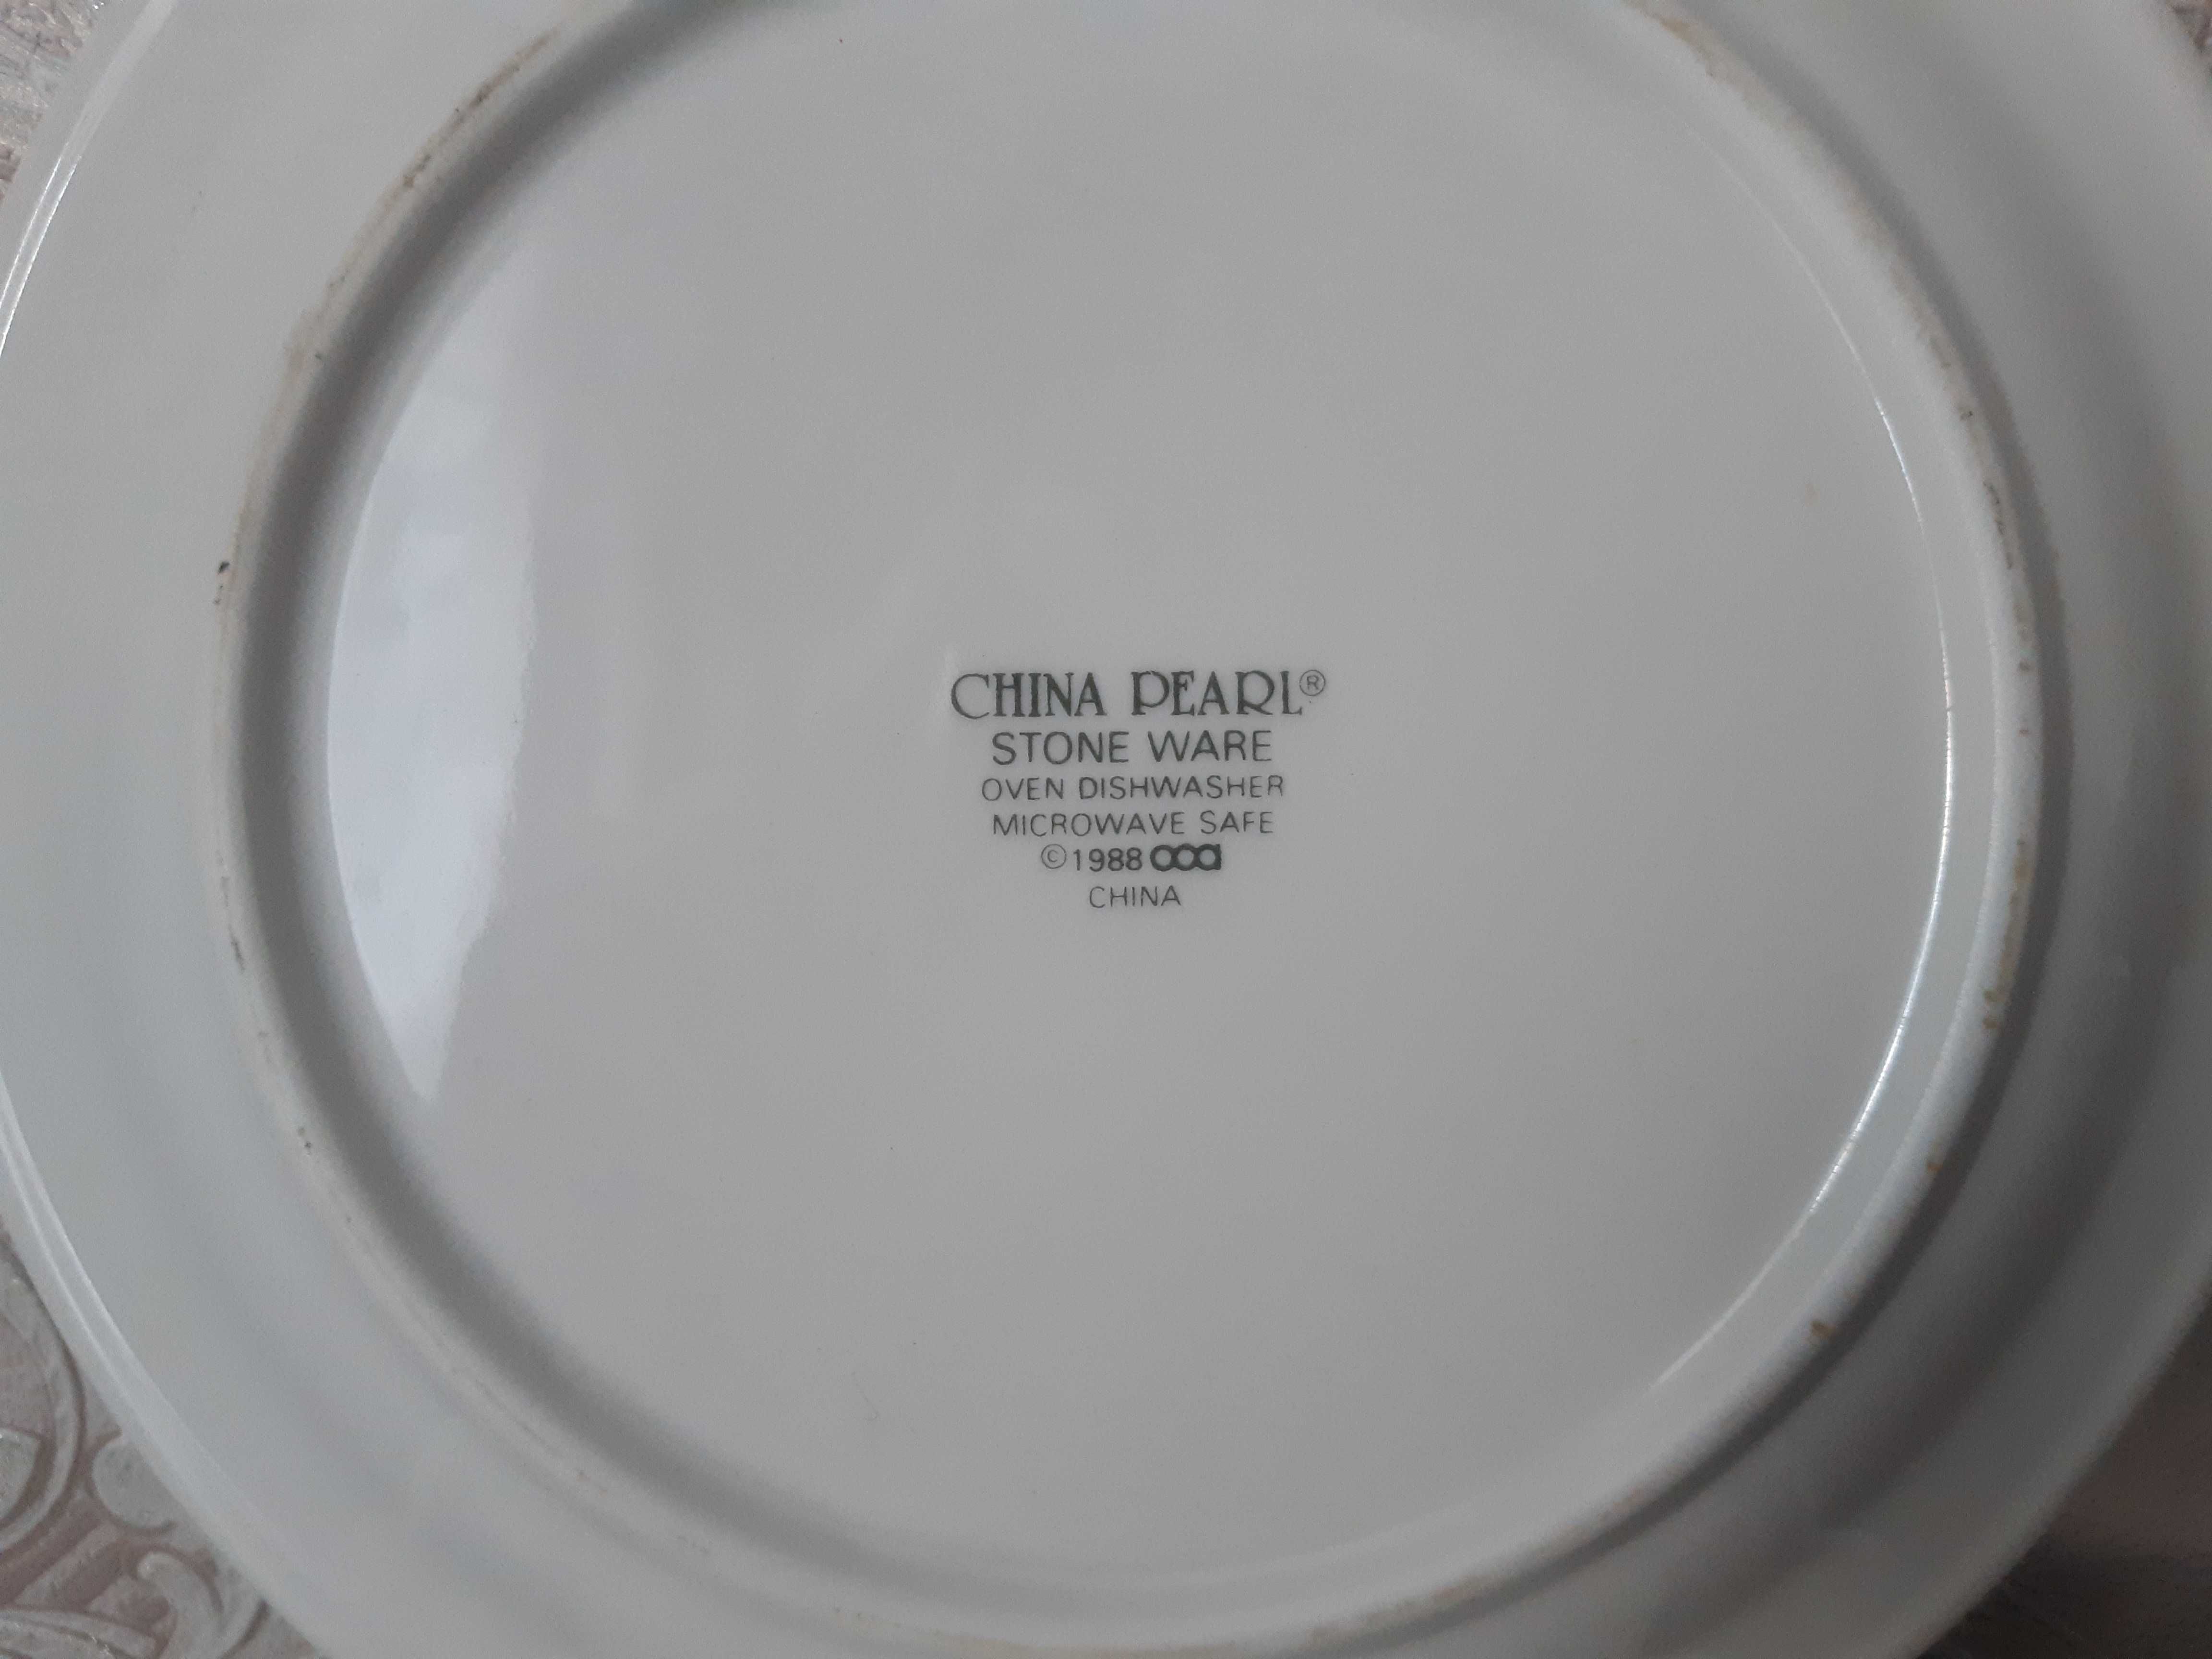 CHINA PEARL®
STONE WARE
OVEN DISHWASHER
MICROWAVE SAFE
©1988
CHINA